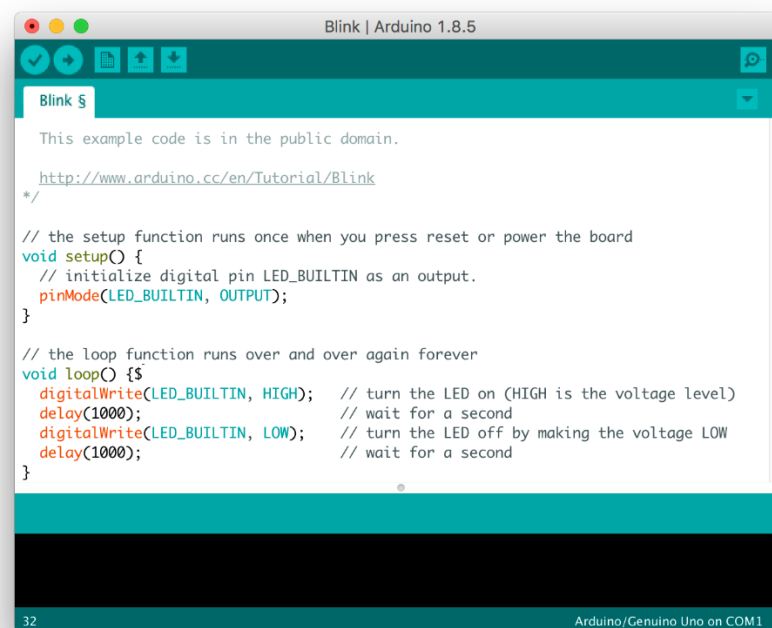 Blink | Arduino 1.8.5
Blink §
This example code is in the public domain.
http://www.arduino.cc/en/Tutorial/Blink
*/
// the setup function runs once when you press reset or power the board
void setup() {
  // initialize digital pin LED_BUILTIN as an output.
  pinMode(LED_BUILTIN, OUTPUT);
}
// the loop function runs over and over again forever
void loop() {$
  digitalWrite(LED_BUILTIN, HIGH);   // turn the LED on (HIGH is the voltage level)
  delay(1000);                       // wait for a second
  digitalWrite(LED_BUILTIN, LOW);    // turn the LED off by making the voltage LOW
  delay(1000);                       // wait for a second
}
32 Arduino/Genuino Uno on COM1